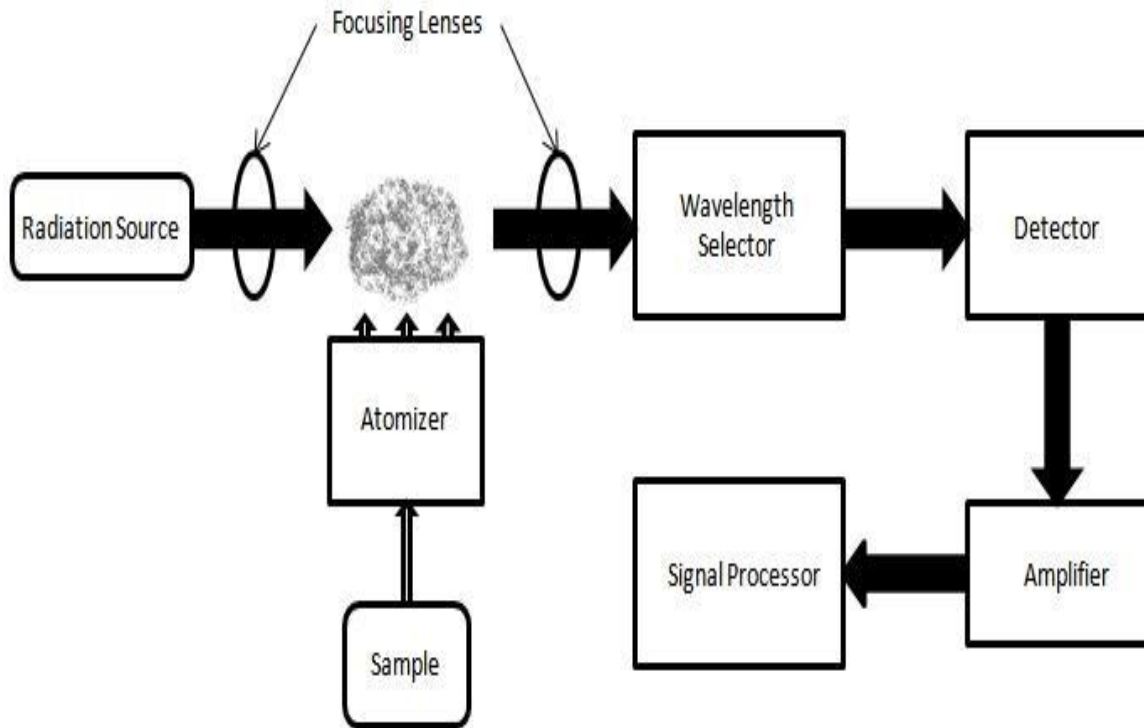 Focusing Lenses
Radiation Source
Wavelength
Selector
Detector
Atomizer
Signal Processor
Amplifier
Sample